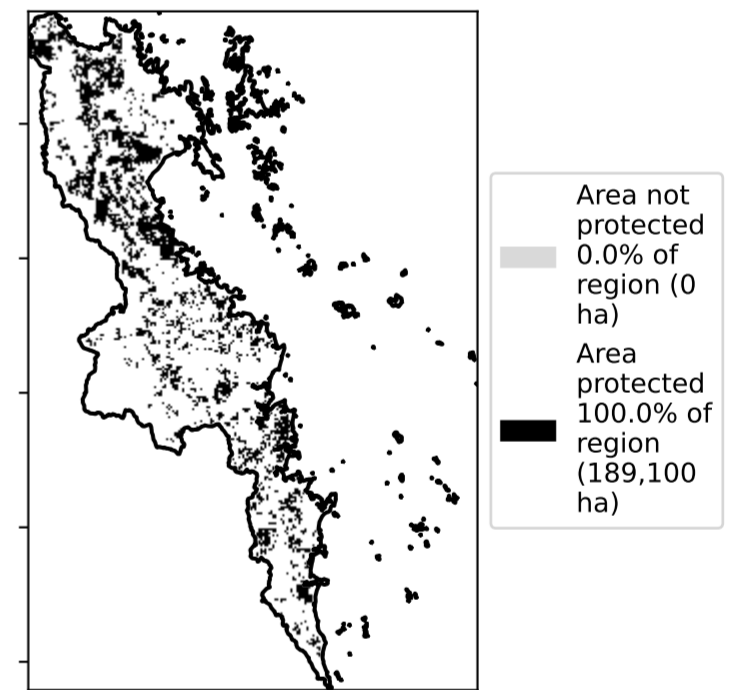 Area not
protected
0.0% of
region (0
ha)
Area
protected
100.0% of
region
(189,100
ha)